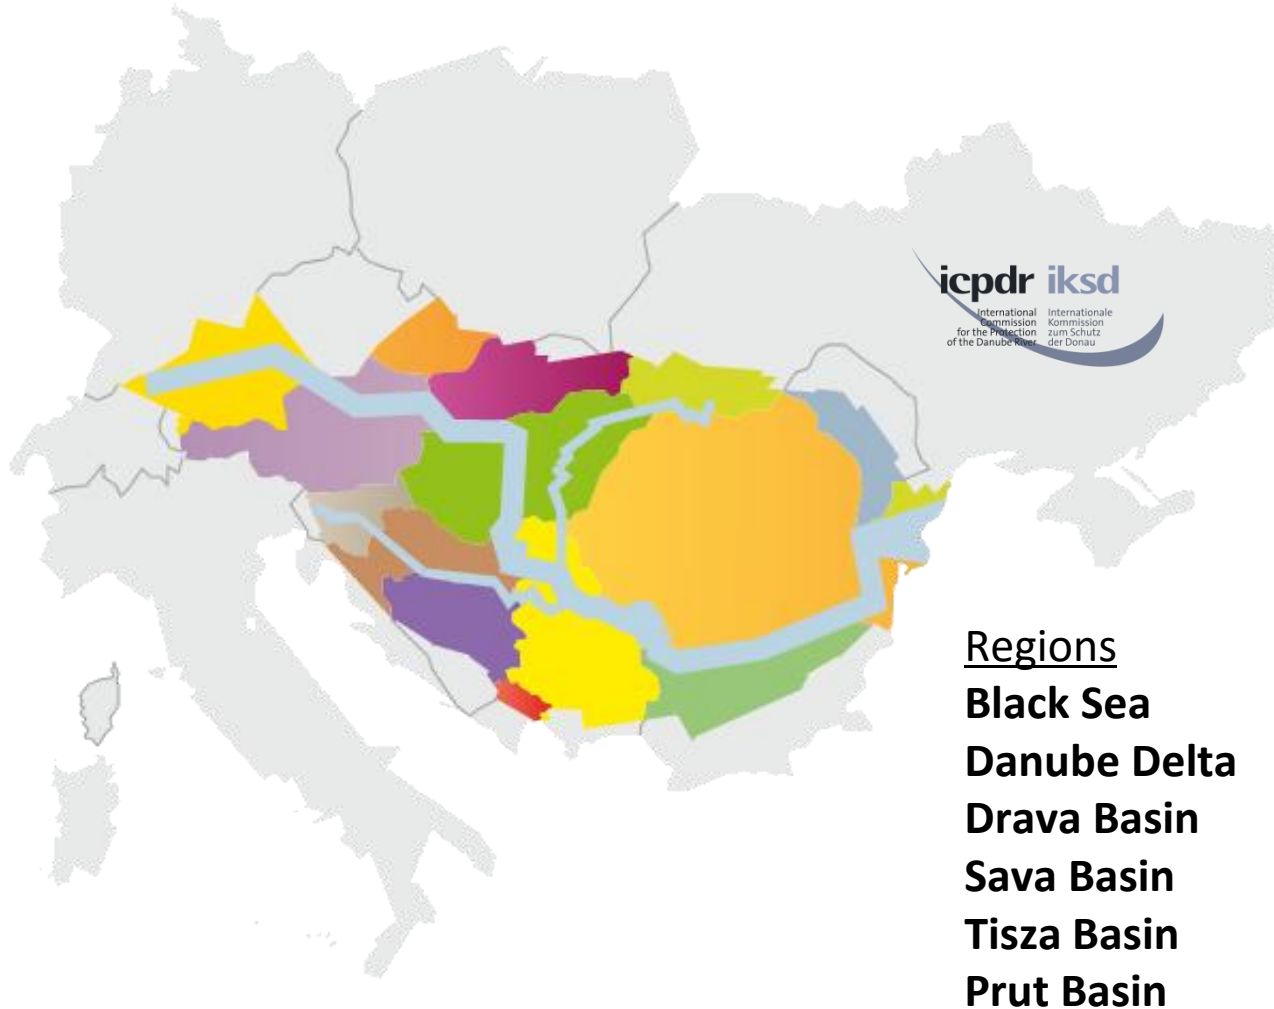 icpdr iksd
International Internationale
Commission Kommission
for the Protection zum Schutz
of the Danube River der Donau
Regions
Black Sea
Danube Delta
Drava Basin
Sava Basin
Tisza Basin
Prut Basin